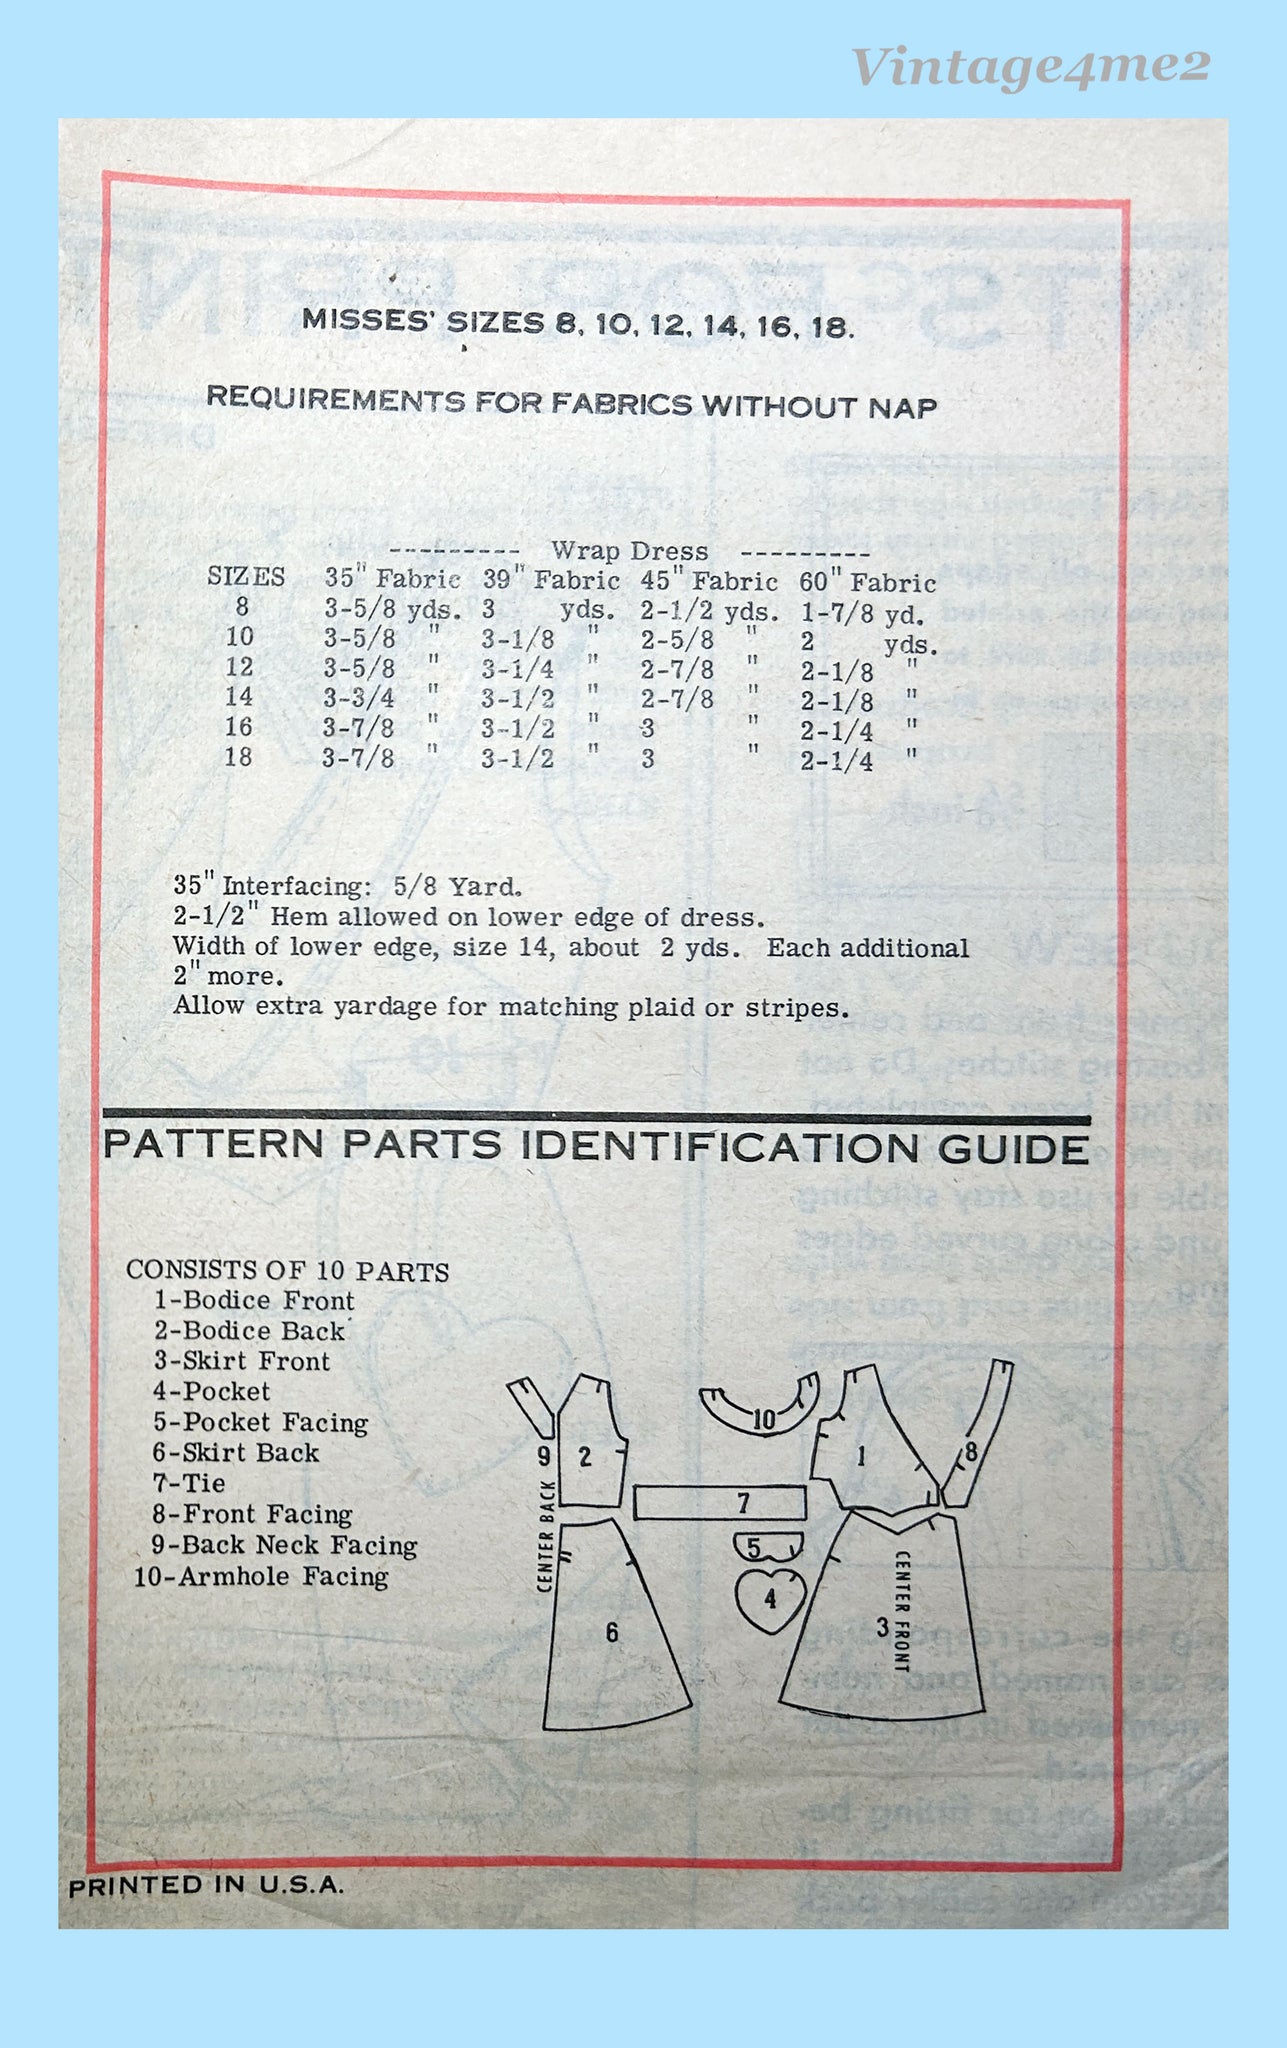 Vintage4me2
MISSES' SIZES 8, 10, 12, 14, 16, 18.
REQUIREMENTS FOR FABRICS WITHOUT NAP
--------- Wrap Dress ---------
SIZES 35" Fabric 39" Fabric 45" Fabric 60" Fabric
8 3-5/8 yds. 3 yds. 2-1/2 yds. 1-7/8 yd.
10 3-5/8 " 3-1/8 " 2-5/8 " 2 yds.
12 3-5/8 " 3-1/4 " 2-7/8 " 2-1/8 "
14 3-3/4 " 3-1/2 " 2-7/8 " 2-1/8 "
16 3-7/8 " 3-1/2 " 3 " 2-1/4 "
18 3-7/8 " 3-1/2 " 3 " 2-1/4 "
35" Interfacing: 5/8 Yard.
2-1/2" Hem allowed on lower edge of dress.
Width of lower edge, size 14, about 2 yds. Each additional
2" more.
Allow extra yardage for matching plaid or stripes.
PATTERN PARTS IDENTIFICATION GUIDE
CONSISTS OF 10 PARTS
1-Bodice Front
2-Bodice Back
3-Skirt Front
4-Pocket
5-Pocket Facing
6-Skirt Back
7-Tie
8-Front Facing
9-Back Neck Facing
10-Armhole Facing
9
2
10
1
8
7
5
4
6
3
CENTER BACK
CENTER FRONT
PRINTED IN U.S.A.